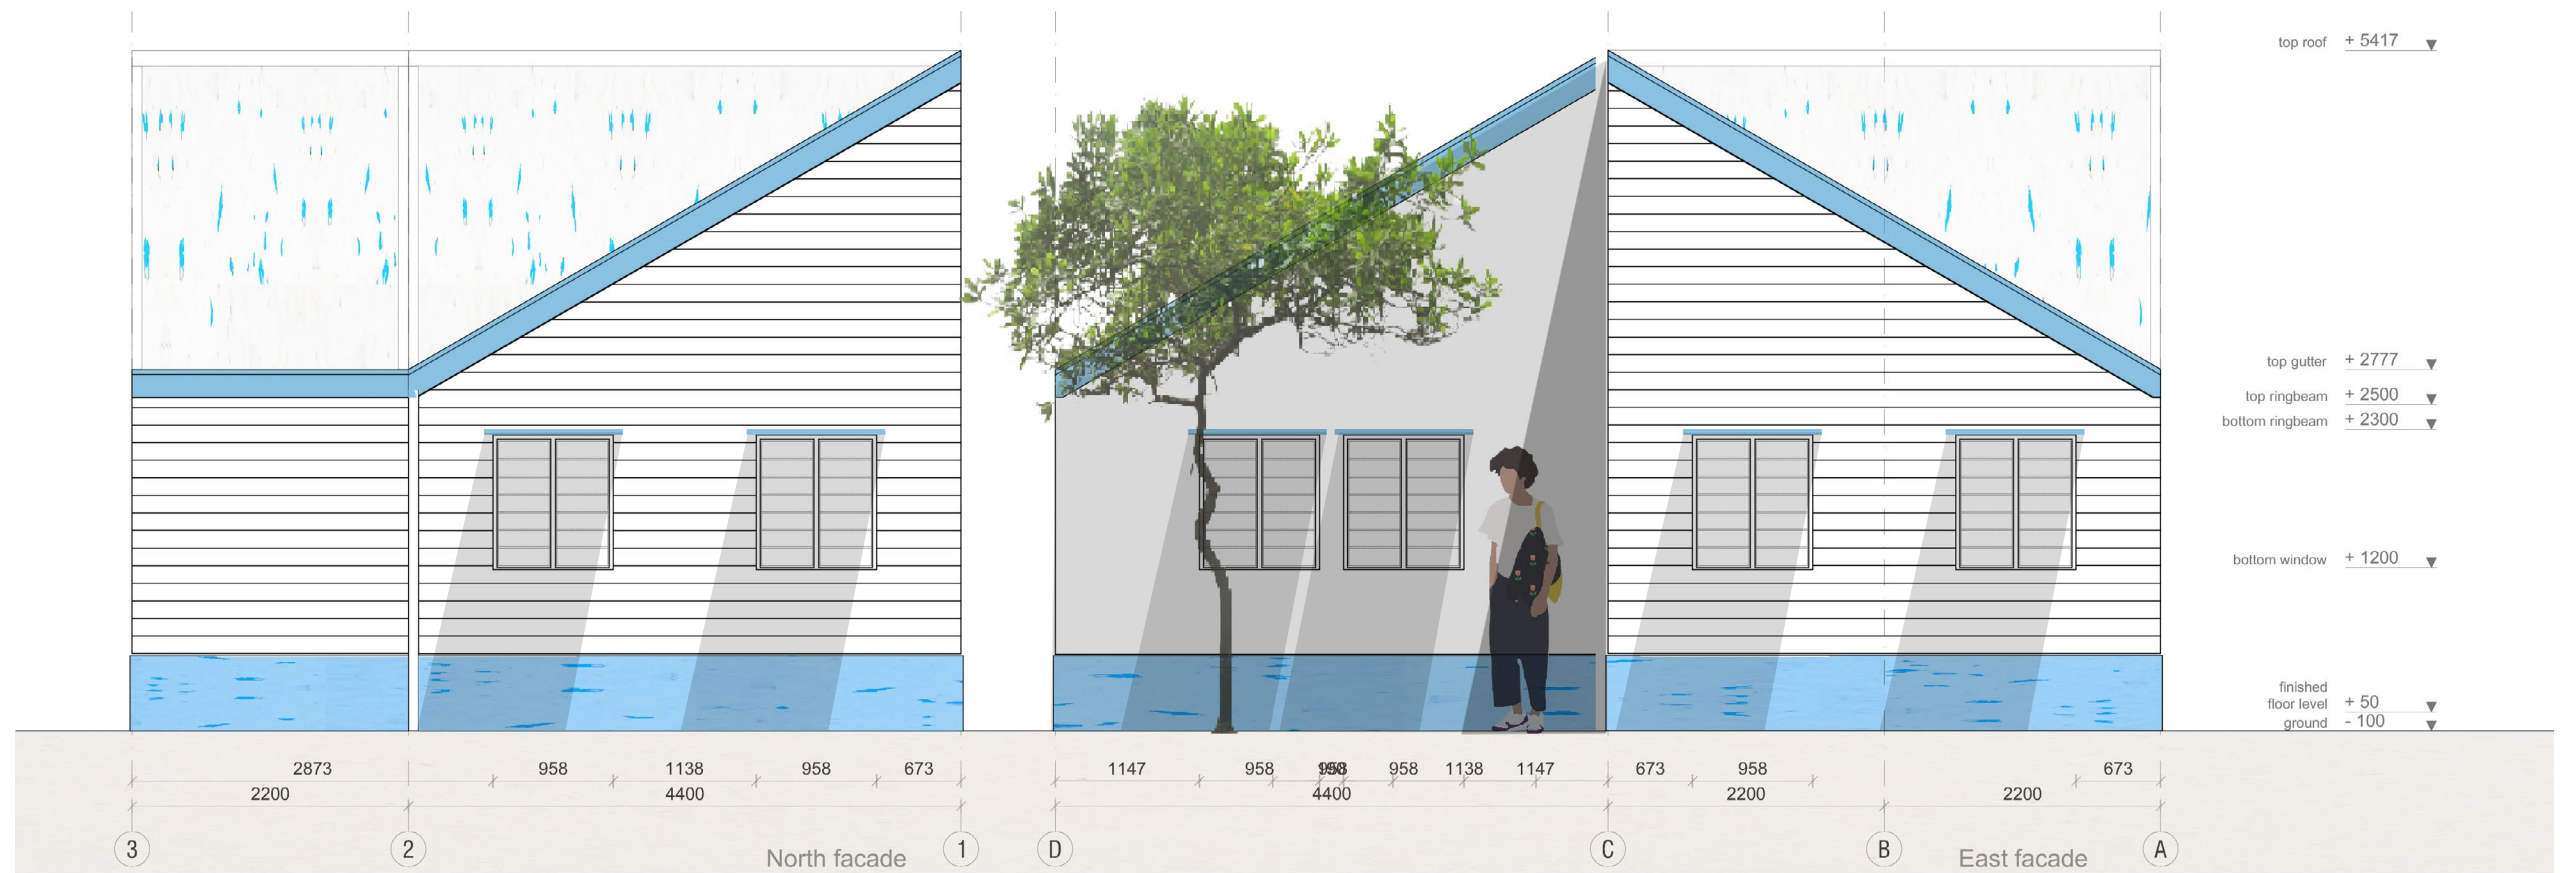 top roof + 5417
top gutter + 2777
top ringbeam + 2500
bottom ringbeam + 2300
bottom window + 1200
finished
floor level + 50
ground - 100
2873 958 1138 958 673 1147 958 958 1138 1147 673 958 673
2200 4400 4400 2200 2200
3 2 1 D C B A
North facade East facade